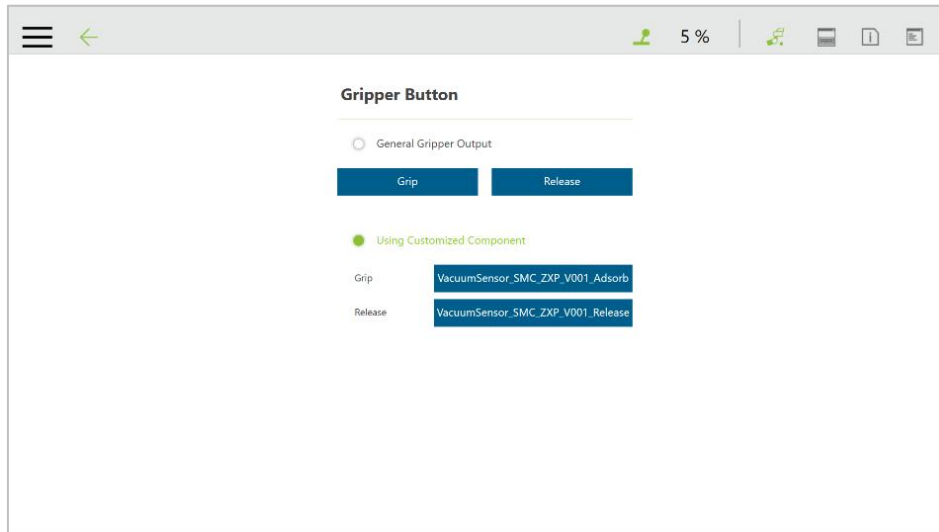 5 %
Gripper Button
General Gripper Output
Grip Release
Using Customized Component
Grip VacuumSensor_SMC_ZXP_V001_Adsorb
Release VacuumSensor_SMC_ZXP_V001_Release